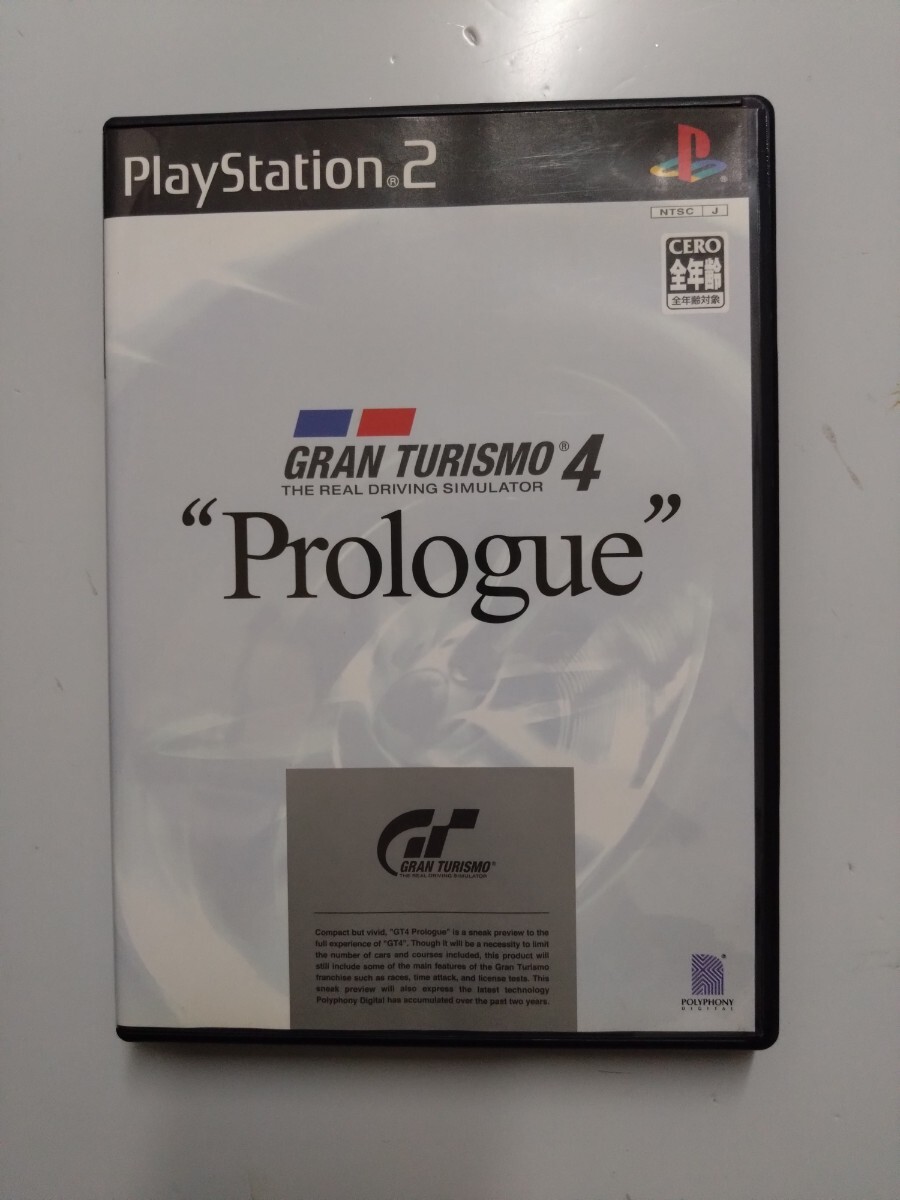 PlayStation®2
NTSC J
CERO
全年齢
全年齢対象
GRAN TURISMO® 4
THE REAL DRIVING SIMULATOR
“Prologue”
GT
GRAN TURISMO®
THE REAL DRIVING SIMULATOR
Compact but vivid, "GT4 Prologue" is a sneak preview to the
full experience of "GT4". Though it will be a necessity to limit
the number of cars and courses included, this product will
still include some of the main features of the Gran Turismo
franchise such as races, time attack, and license tests. This
sneak preview will also express the latest technology
Polyphony Digital has accumulated over the past two years.
POLYPHONY
DIGITAL